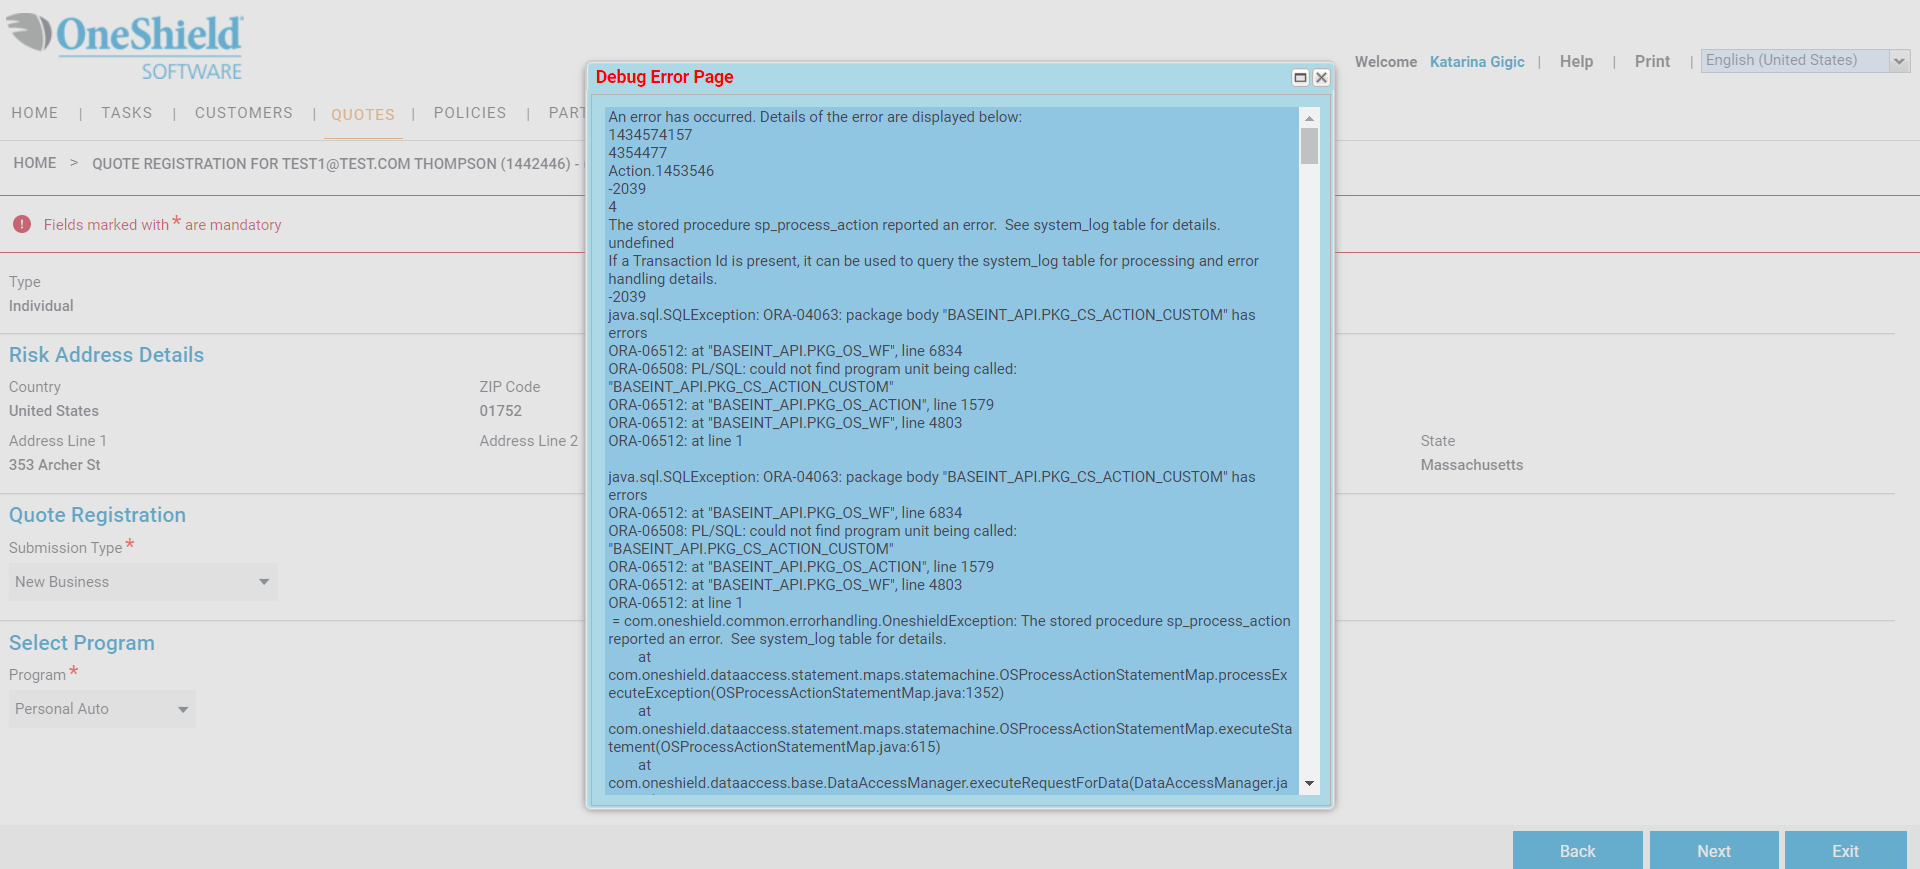 OneShield
SOFTWARE
Welcome Katarina Gigic | Help | Print | English (United States)
HOME | TASKS | CUSTOMERS | QUOTES | POLICIES | PART
HOME > QUOTE REGISTRATION FOR TEST1@TEST.COM THOMPSON (1442446) -
Fields marked with * are mandatory
Type
Individual
Risk Address Details
Country ZIP Code
United States 01752
Address Line 1 Address Line 2 State
353 Archer St Massachusetts
Quote Registration
Submission Type *
New Business
Select Program
Program *
Personal Auto
Debug Error Page
An error has occurred. Details of the error are displayed below:
1434574157
4354477
Action.1453546
-2039
4
The stored procedure sp_process_action reported an error.  See system_log table for details.
undefined
If a Transaction Id is present, it can be used to query the system_log table for processing and error
handling details.
-2039
java.sql.SQLException: ORA-04063: package body "BASEINT_API.PKG_CS_ACTION_CUSTOM" has
errors
ORA-06512: at "BASEINT_API.PKG_OS_WF", line 6834
ORA-06508: PL/SQL: could not find program unit being called:
"BASEINT_API.PKG_CS_ACTION_CUSTOM"
ORA-06512: at "BASEINT_API.PKG_OS_ACTION", line 1579
ORA-06512: at "BASEINT_API.PKG_OS_WF", line 4803
ORA-06512: at line 1
java.sql.SQLException: ORA-04063: package body "BASEINT_API.PKG_CS_ACTION_CUSTOM" has
errors
ORA-06512: at "BASEINT_API.PKG_OS_WF", line 6834
ORA-06508: PL/SQL: could not find program unit being called:
"BASEINT_API.PKG_CS_ACTION_CUSTOM"
ORA-06512: at "BASEINT_API.PKG_OS_ACTION", line 1579
ORA-06512: at "BASEINT_API.PKG_OS_WF", line 4803
ORA-06512: at line 1
= com.oneshield.common.errorhandling.OneshieldException: The stored procedure sp_process_action
reported an error.  See system_log table for details.
at
com.oneshield.dataaccess.statement.maps.statemachine.OSProcessActionStatementMap.processEx
ecuteException(OSProcessActionStatementMap.java:1352)
at
com.oneshield.dataaccess.statement.maps.statemachine.OSProcessActionStatementMap.executeSta
tement(OSProcessActionStatementMap.java:615)
at
com.oneshield.dataaccess.base.DataAccessManager.executeRequestForData(DataAccessManager.ja
Back Next Exit